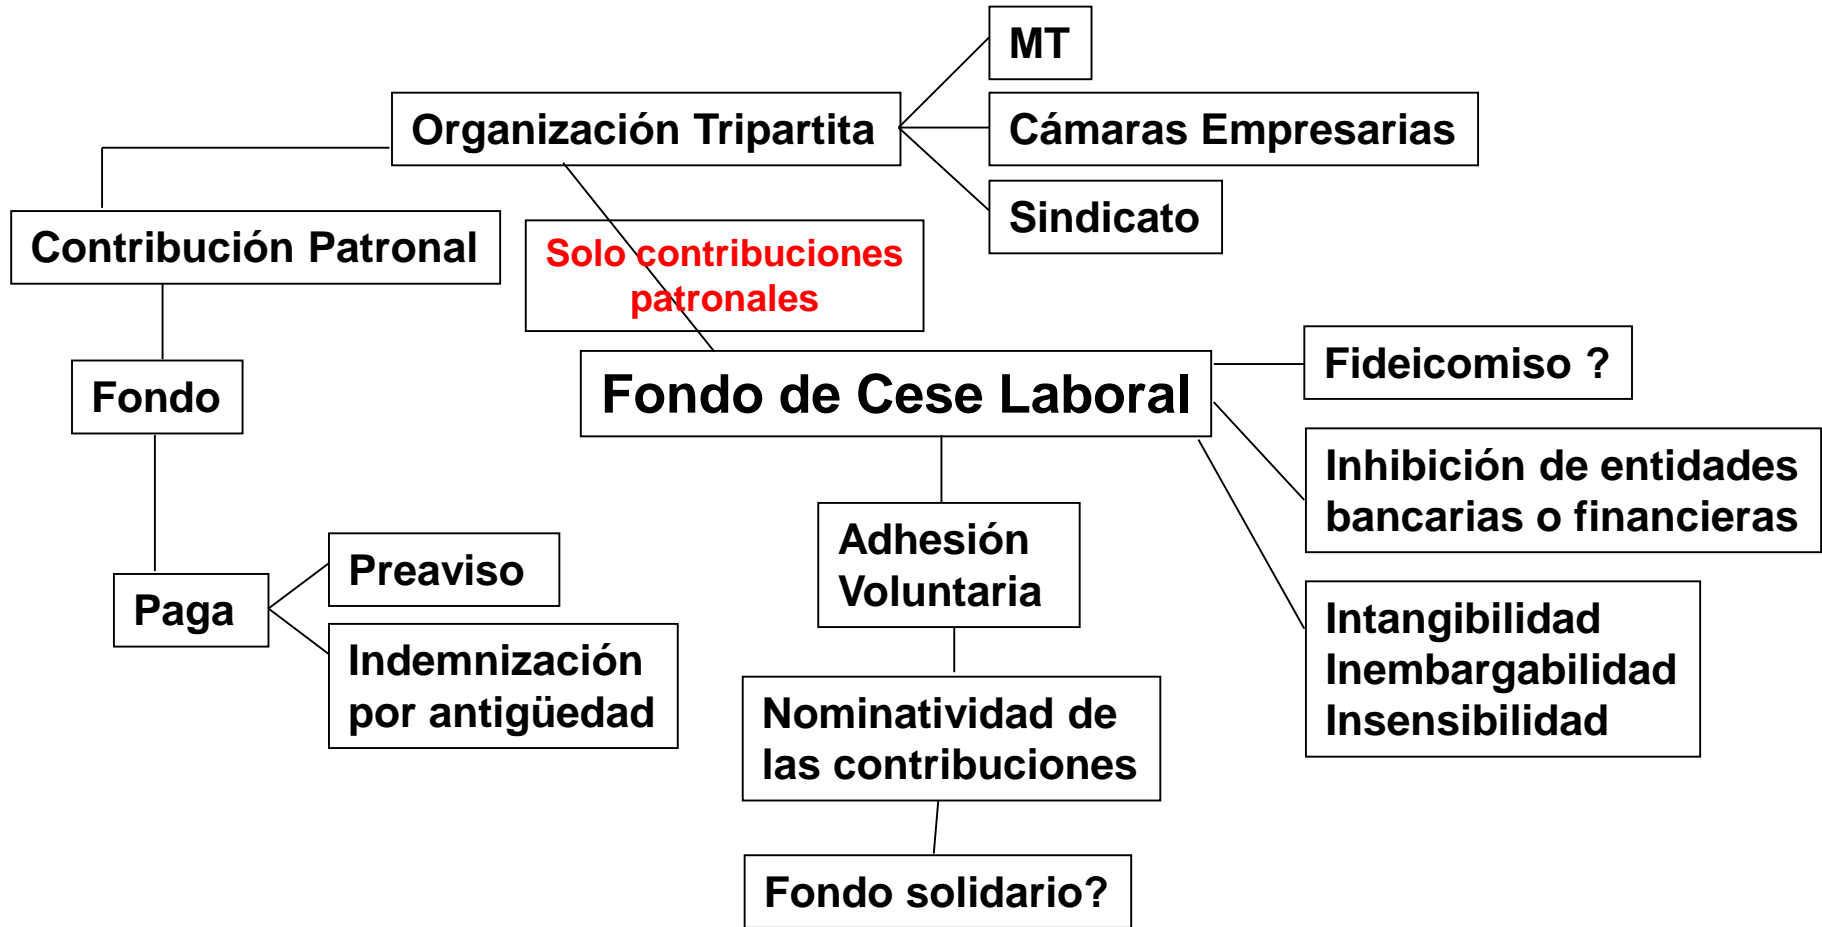 MT
Organización Tripartita
Cámaras Empresarias
Sindicato
Contribución Patronal
Solo contribuciones
patronales
Fondo
Fondo de Cese Laboral
Fideicomiso ?
Inhibición de entidades
bancarias o financieras
Adhesión
Voluntaria
Preaviso
Paga
Indemnización
por antigüedad
Intangibilidad
Inembargabilidad
Insensibilidad
Nominatividad de
las contribuciones
Fondo solidario?